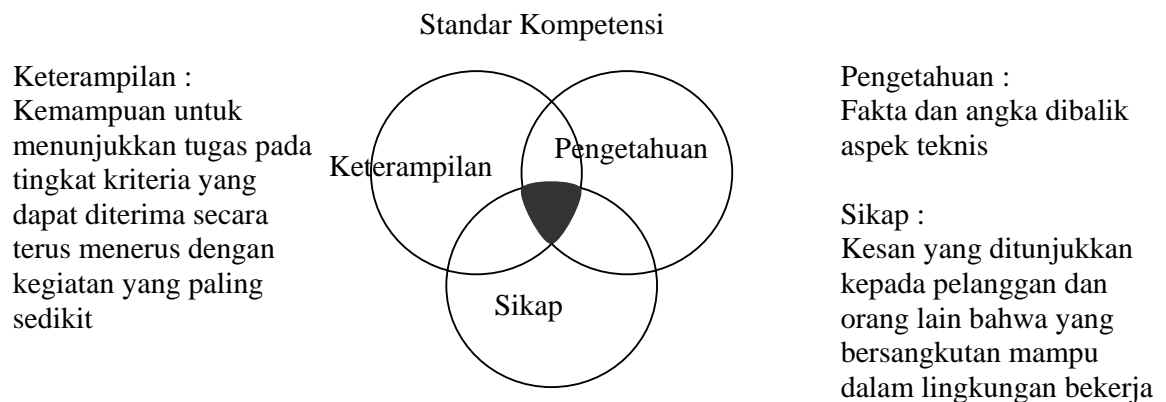 Standar Kompetensi
Keterampilan :
Kemampuan untuk
menunjukkan tugas pada
tingkat kriteria yang
dapat diterima secara
terus menerus dengan
kegiatan yang paling
sedikit
Keterampilan
Pengetahuan
Sikap
Pengetahuan :
Fakta dan angka dibalik
aspek teknis
Sikap :
Kesan yang ditunjukkan
kepada pelanggan dan
orang lain bahwa yang
bersangkutan mampu
dalam lingkungan bekerja